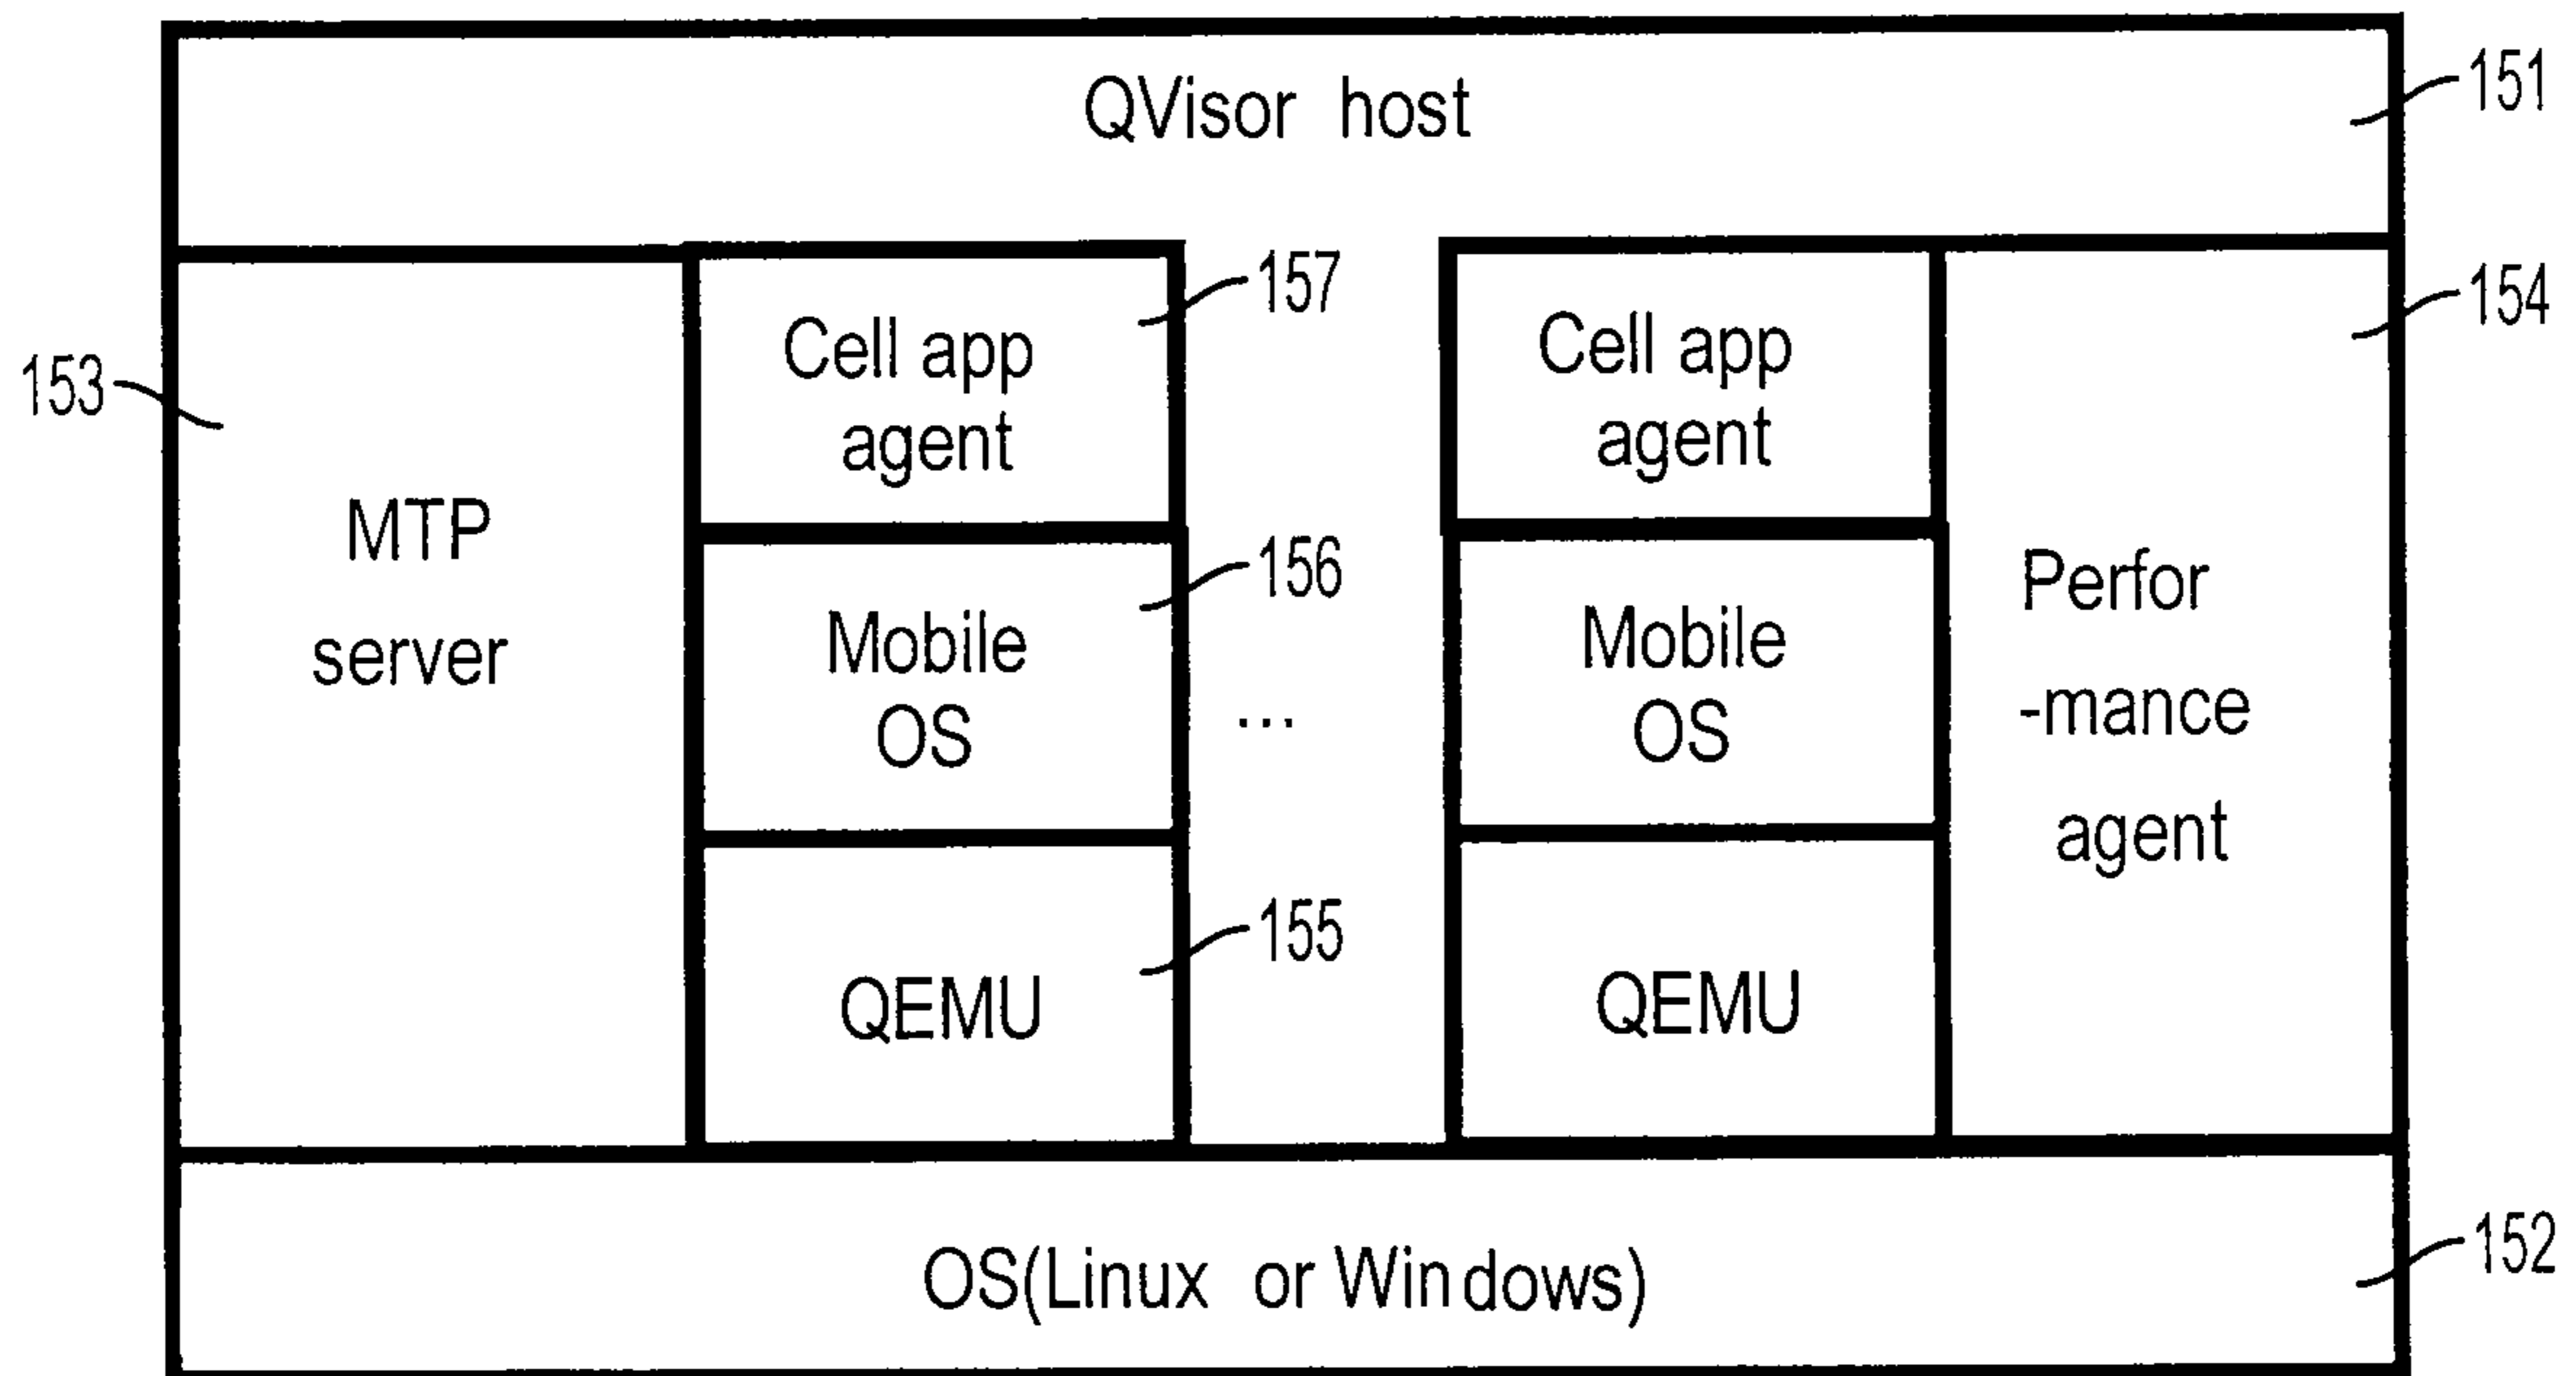 QVisor host
151
157
154
153
Cell app
agent
Cell app
agent
MTP
server
156
Mobile
OS
...
Mobile
OS
Perfor
-mance
agent
155
QEMU
QEMU
OS(Linux or Windows)
152